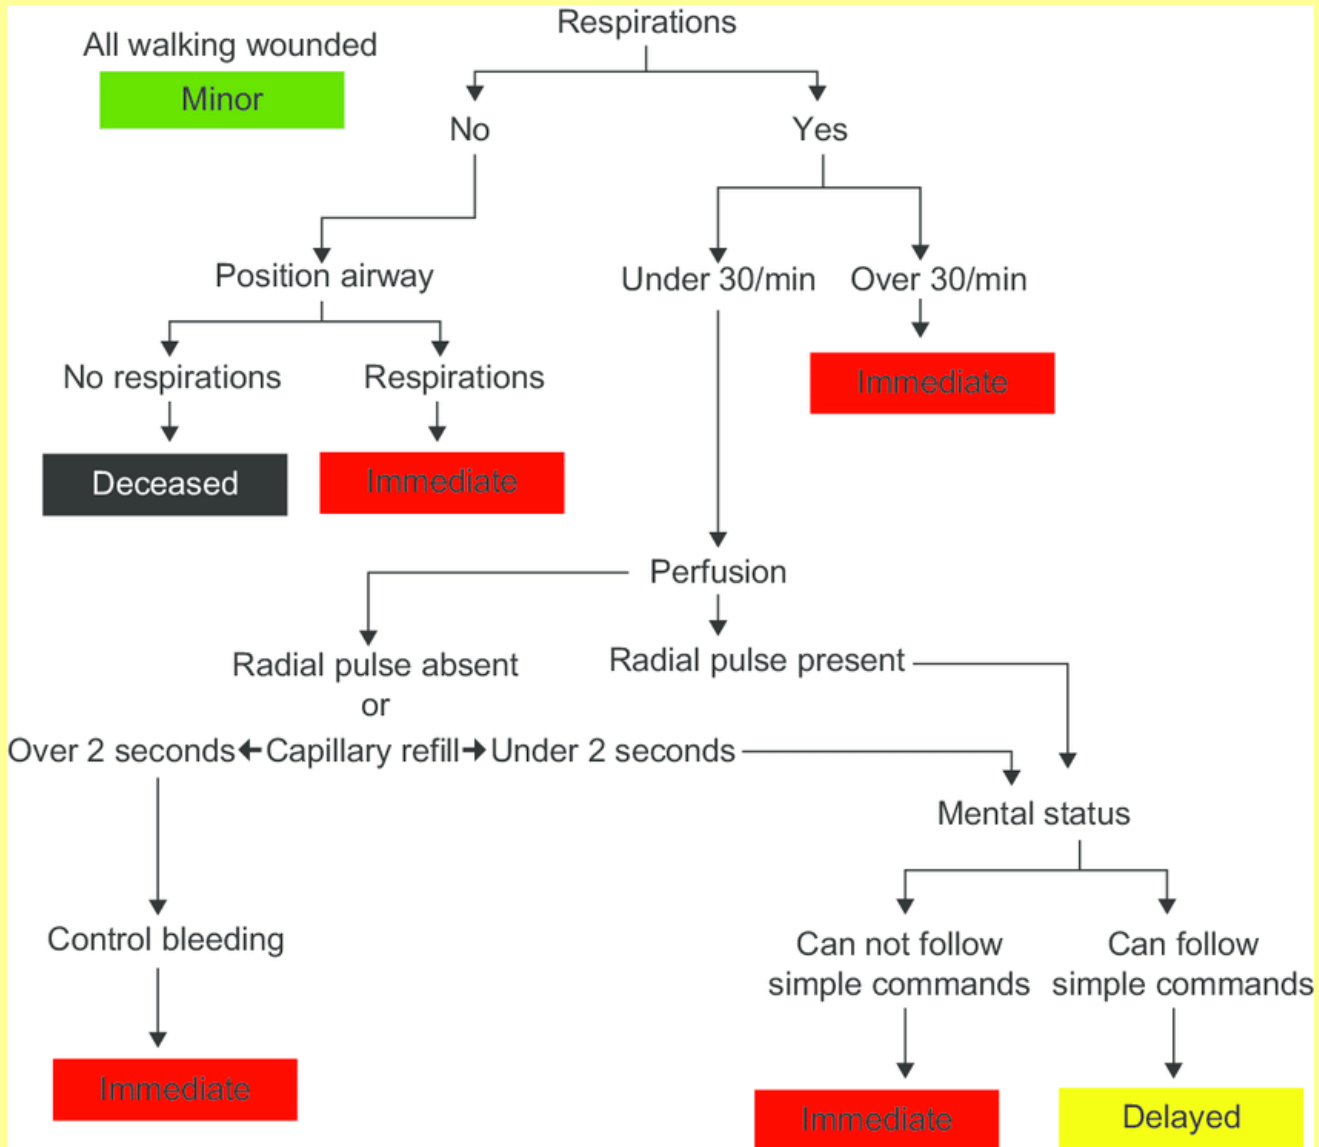 Respirations
All walking wounded
Minor
No
Yes
Position airway
Under 30/min
Over 30/min
No respirations
Respirations
Immediate
Deceased
Immediate
Perfusion
Radial pulse absent
or
Radial pulse present
Over 2 seconds
Capillary refill
Under 2 seconds
Mental status
Control bleeding
Can not follow
simple commands
Can follow
simple commands
Immediate
Immediate
Delayed